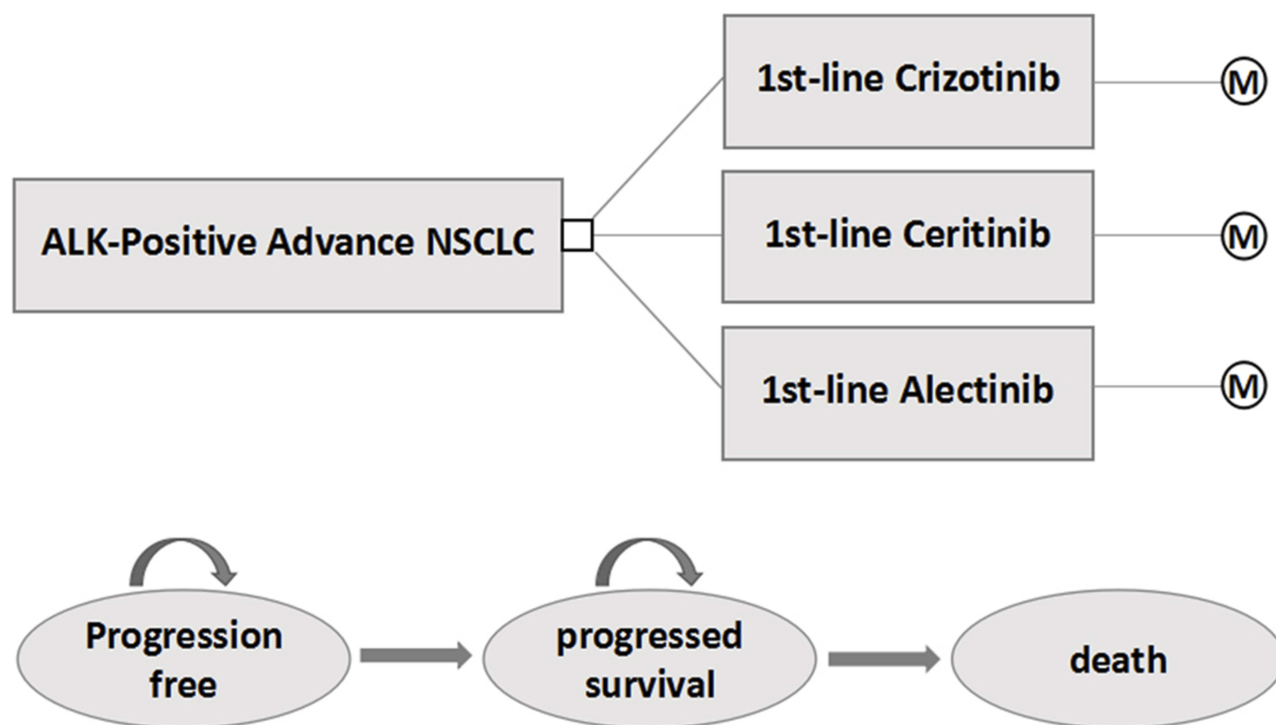 1st-line Crizotinib
M
ALK-Positive Advance NSCLC
1st-line Ceritinib
M
1st-line Alectinib
M
Progression
free
progressed
survival
death